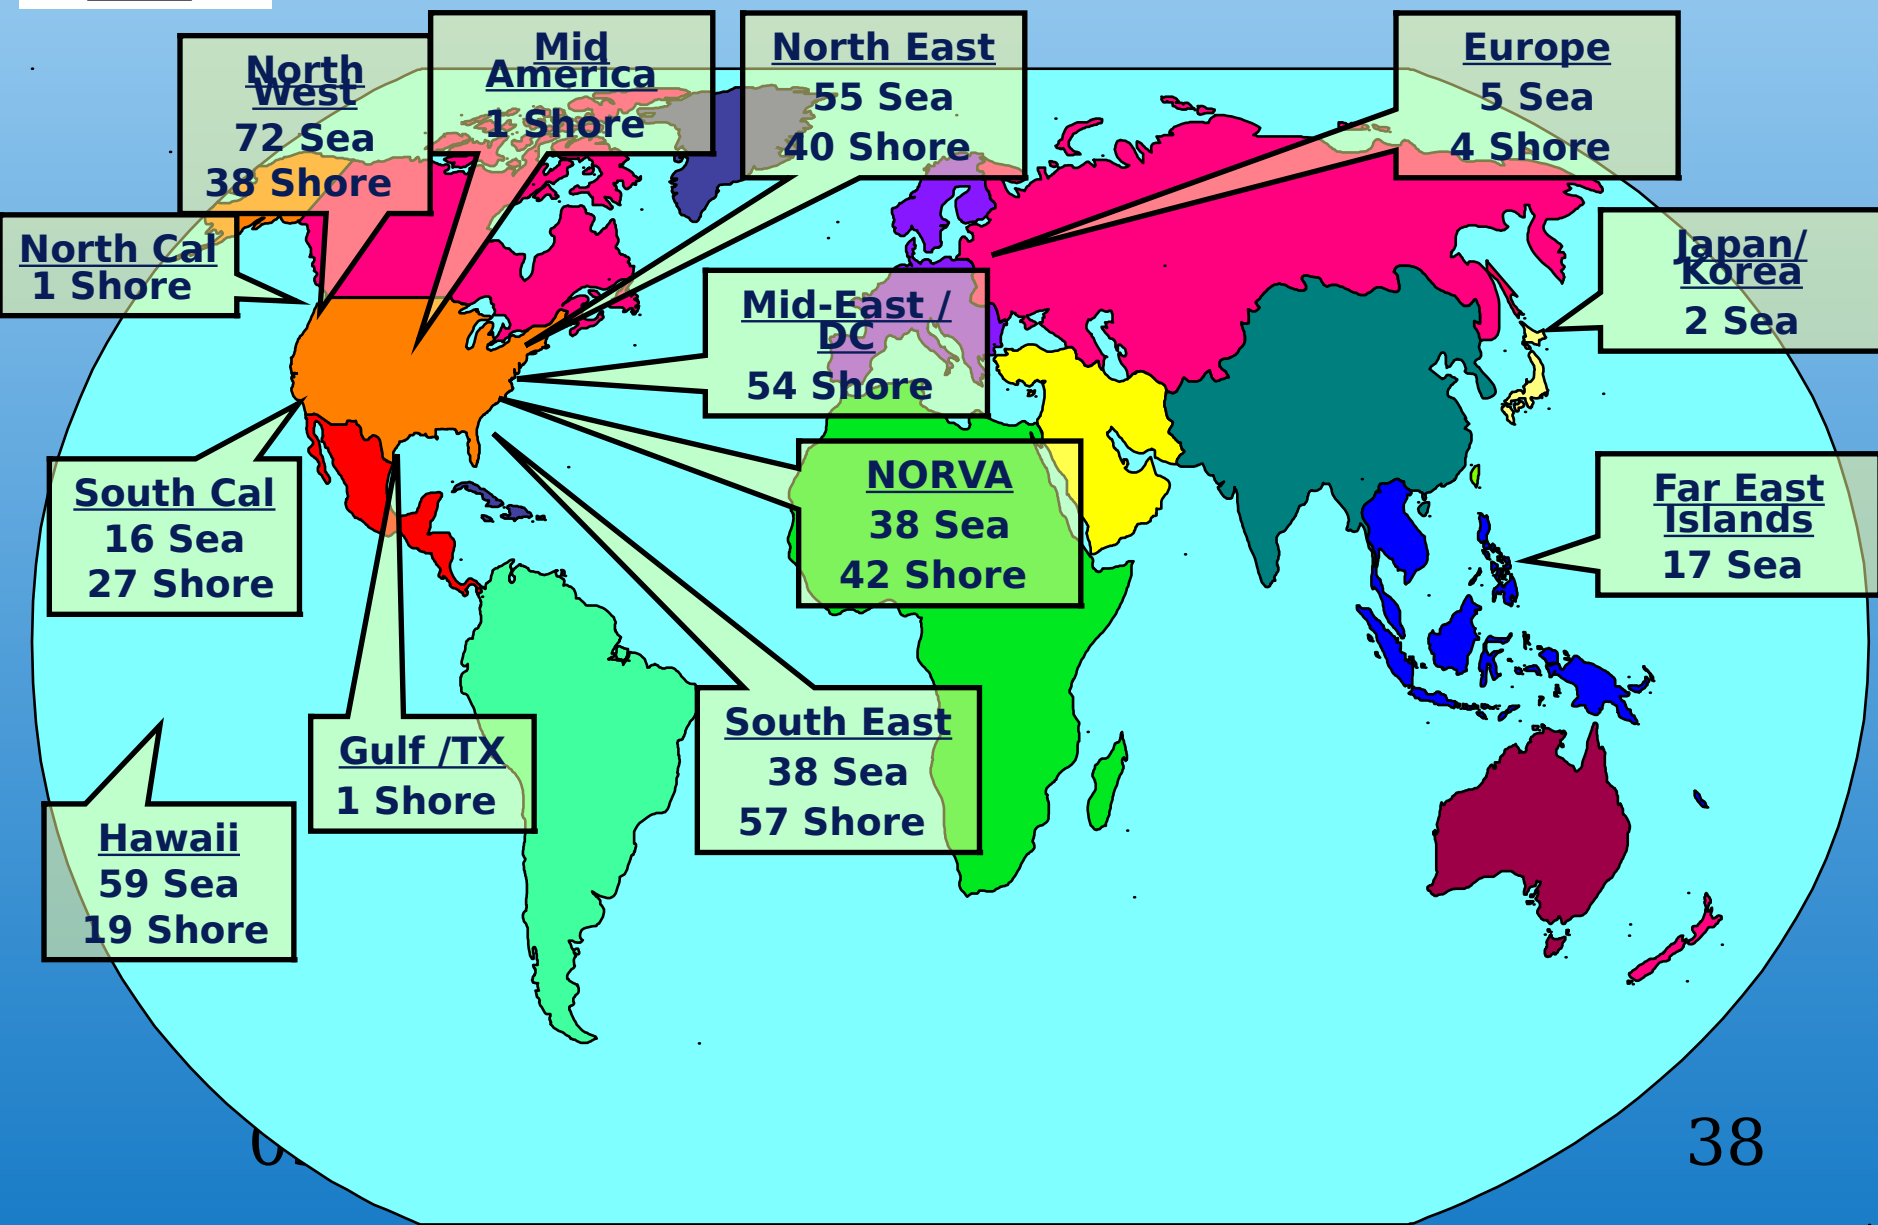 North
West
72 Sea
38 Shore
Mid
America
1 Shore
North East
55 Sea
40 Shore
Europe
5 Sea
4 Shore
North Cal
1 Shore
Japan/
Korea
2 Sea
Mid-East /
DC
54 Shore
South Cal
16 Sea
27 Shore
NORVA
38 Sea
42 Shore
Far East
Islands
17 Sea
Gulf /TX
1 Shore
South East
38 Sea
57 Shore
Hawaii
59 Sea
19 Shore
38